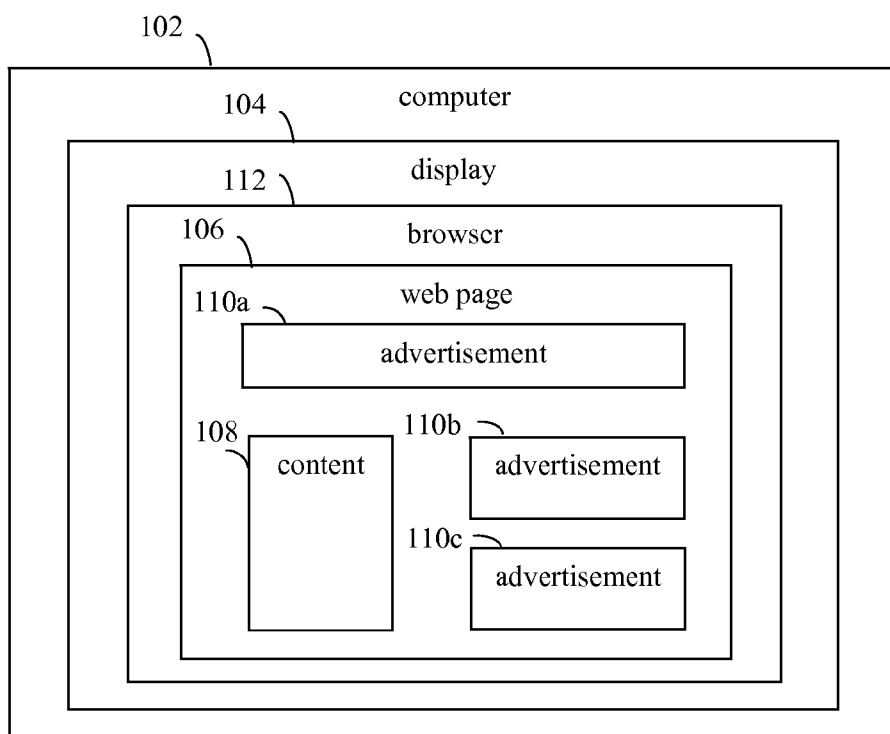 102
computer
104
display
112
browser
106
web page
110a
advertisement
108
content
110b
advertisement
110c
advertisement